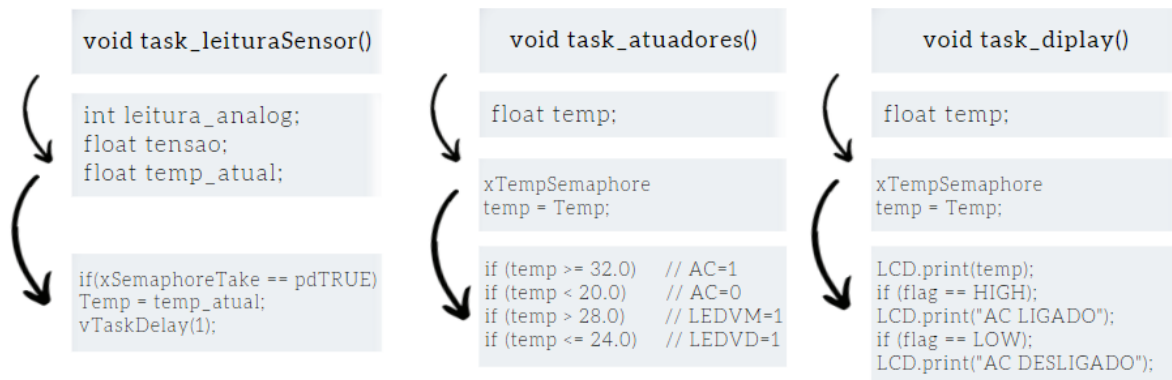 void task_leituraSensor()
int leitura_analog;
float tensao;
float temp_atual;
if(xSemaphoreTake == pdTRUE)
Temp = temp_atual;
vTaskDelay(1);
void task_atuadores()
float temp;
xTempSemaphore
temp = Temp;
if (temp >= 32.0) // AC=1
if (temp < 20.0) // AC=0
if (temp > 28.0) // LEDVM=1
if (temp <= 24.0) // LEDVD=1
void task_diplay()
float temp;
xTempSemaphore
temp = Temp;
LCD.print(temp);
if (flag == HIGH);
LCD.print("AC LIGADO");
if (flag == LOW);
LCD.print("AC DESLIGADO");